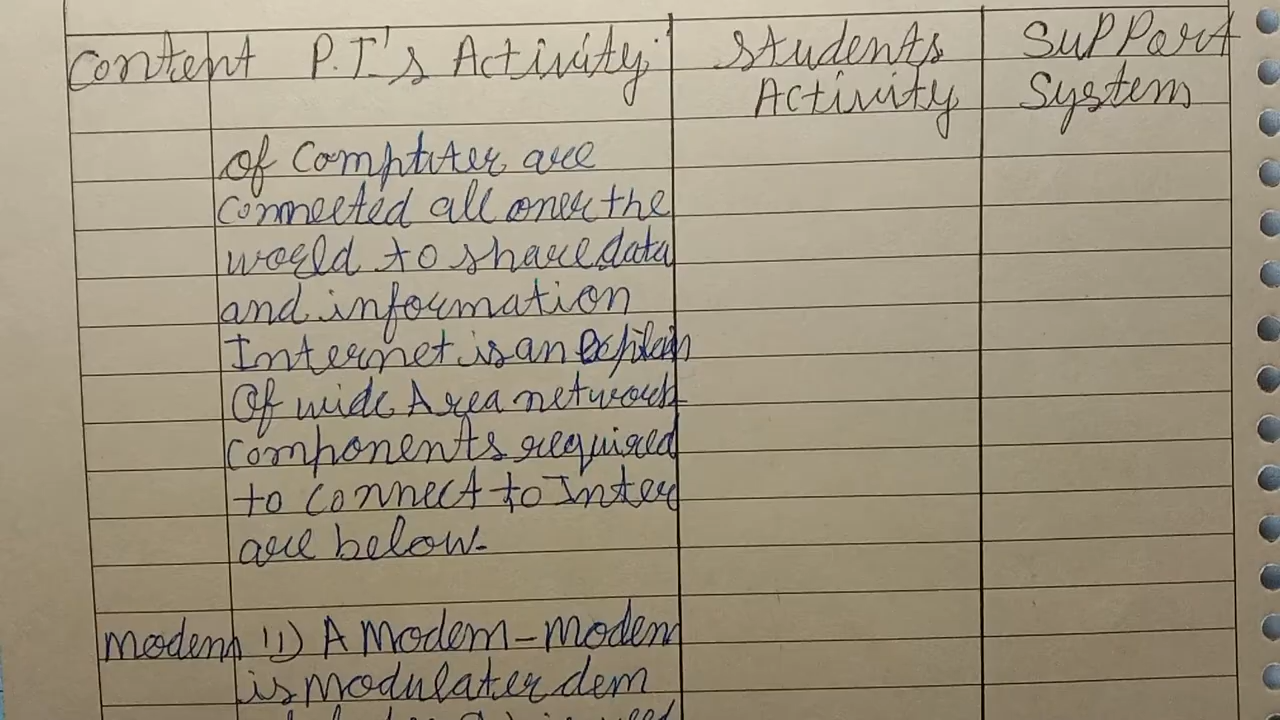 Content P.T.'s Activity. Students Activity Support System
of Computer are
connected all over the
world to share data
and information
Internet is an Explain
Of wide Area network
components required
to connect to Inter
are below.
Modem 1) A Modem - modem
is modulater dem